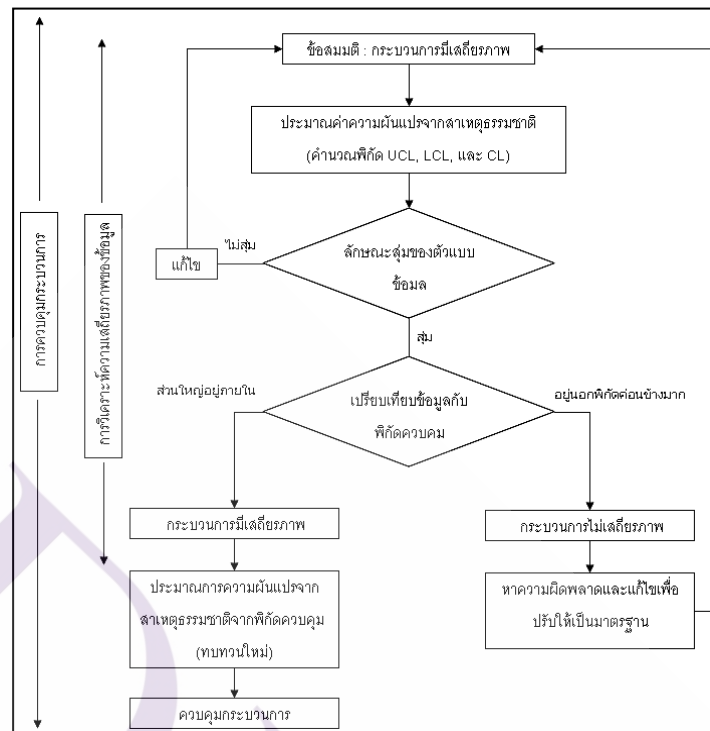 ข้อสมมติ : กระบวนการมีเสถียรภาพ
ประมาณค่าความผันแปรจากสาเหตุธรรมชาติ
(คำนวณพิกัด UCL, LCL, และ CL)
ไม่สุ่ม
แก้ไข
ลักษณะสุ่มของตัวแบบ
ข้อมูล
สุ่ม
การควบคุมกระบวนการ
การวิเคราะห์ความเสถียรภาพของข้อมูล
ส่วนใหญ่อยู่ภายใน
เปรียบเทียบข้อมูลกับ
พิกัดควบคุม
อยู่นอกพิกัดค่อนข้างมาก
กระบวนการมีเสถียรภาพ
กระบวนการไม่เสถียรภาพ
ประมาณการความผันแปรจาก
สาเหตุธรรมชาติจากพิกัดควบคุม
(ทบทวนใหม่)
หาความผิดพลาดและแก้ไขเพื่อ
ปรับให้เป็นมาตรฐาน
ควบคุมกระบวนการ